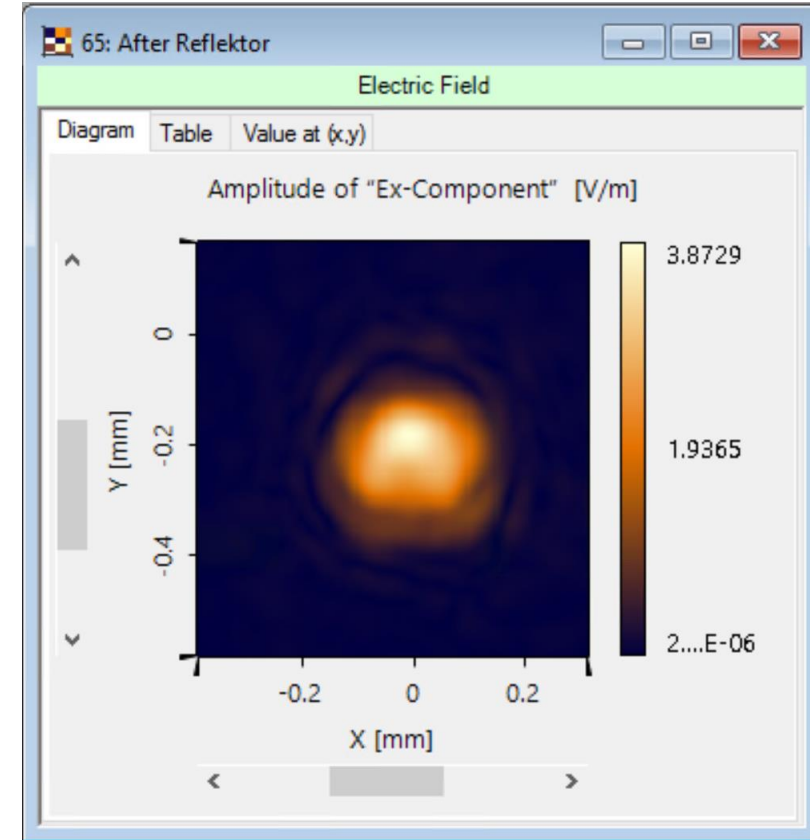 65: After Reflektor
Electric Field
Diagram Table Value at (x,y)
Amplitude of "Ex-Component" [V/m]
3.8729
0
-0.2
1.9365
Y [mm]
-0.4
2....E-06
-0.2 0 0.2
X [mm]